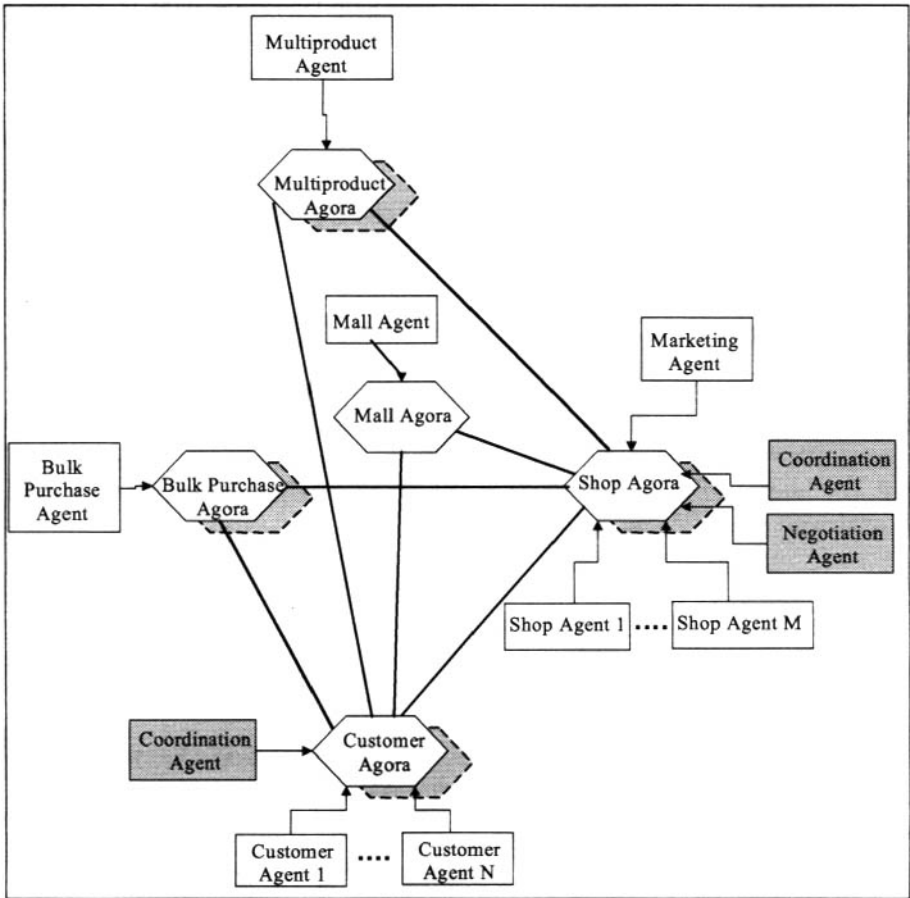 Multiproduct
Agent
Multiproduct
Agora
Mall Agent
Marketing
Agent
Mall Agora
Bulk
Purchase
Agent
Bulk Purchase
Agora
Shop Agora
Coordination
Agent
Negotiation
Agent
Shop Agent 1
....
Shop Agent M
Coordination
Agent
Customer
Agora
Customer
Agent 1
....
Customer
Agent N